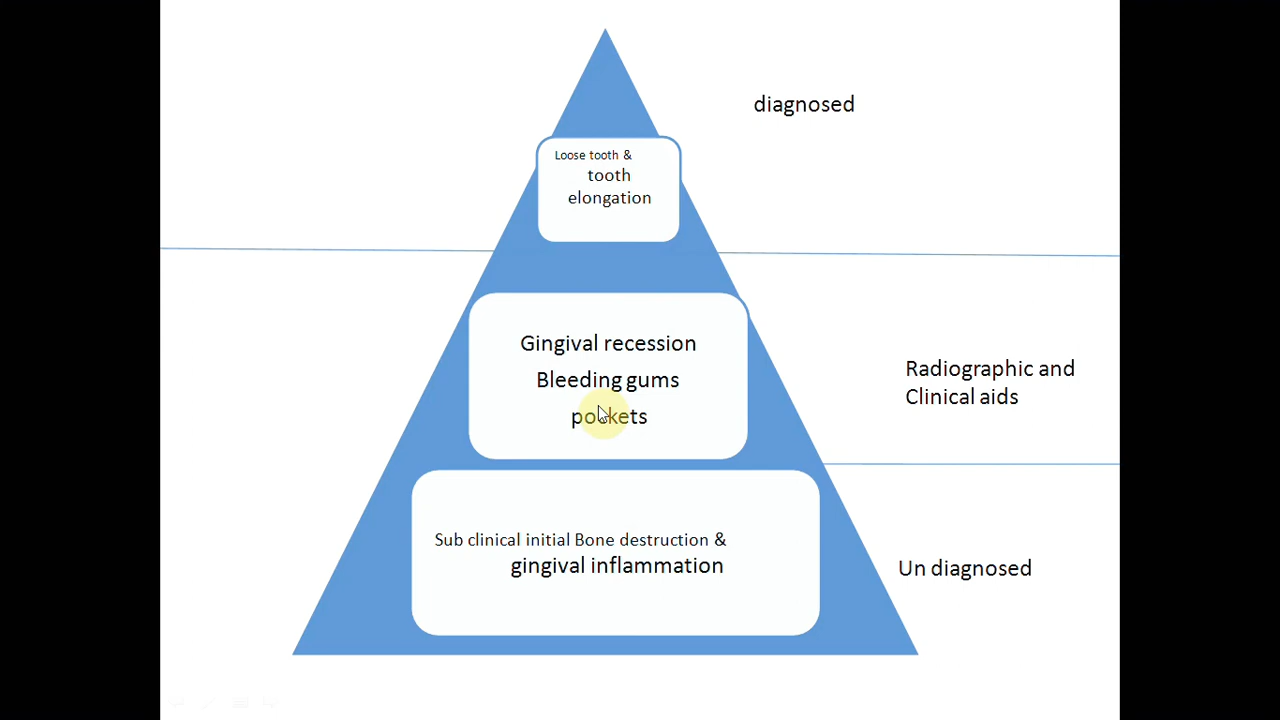 diagnosed
Loose tooth &
tooth
elongation
Gingival recession
Bleeding gums
pockets
Radiographic and
Clinical aids
Sub clinical initial Bone destruction &
gingival inflammation
Un diagnosed